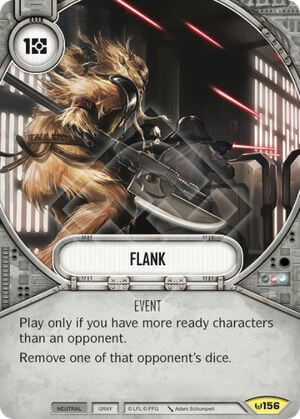 1
FLANK
EVENT
Play only if you have more ready characters
than an opponent.
Remove one of that opponent's dice.
NEUTRAL GRAY © LFL © FFG Adam Schumpert 156